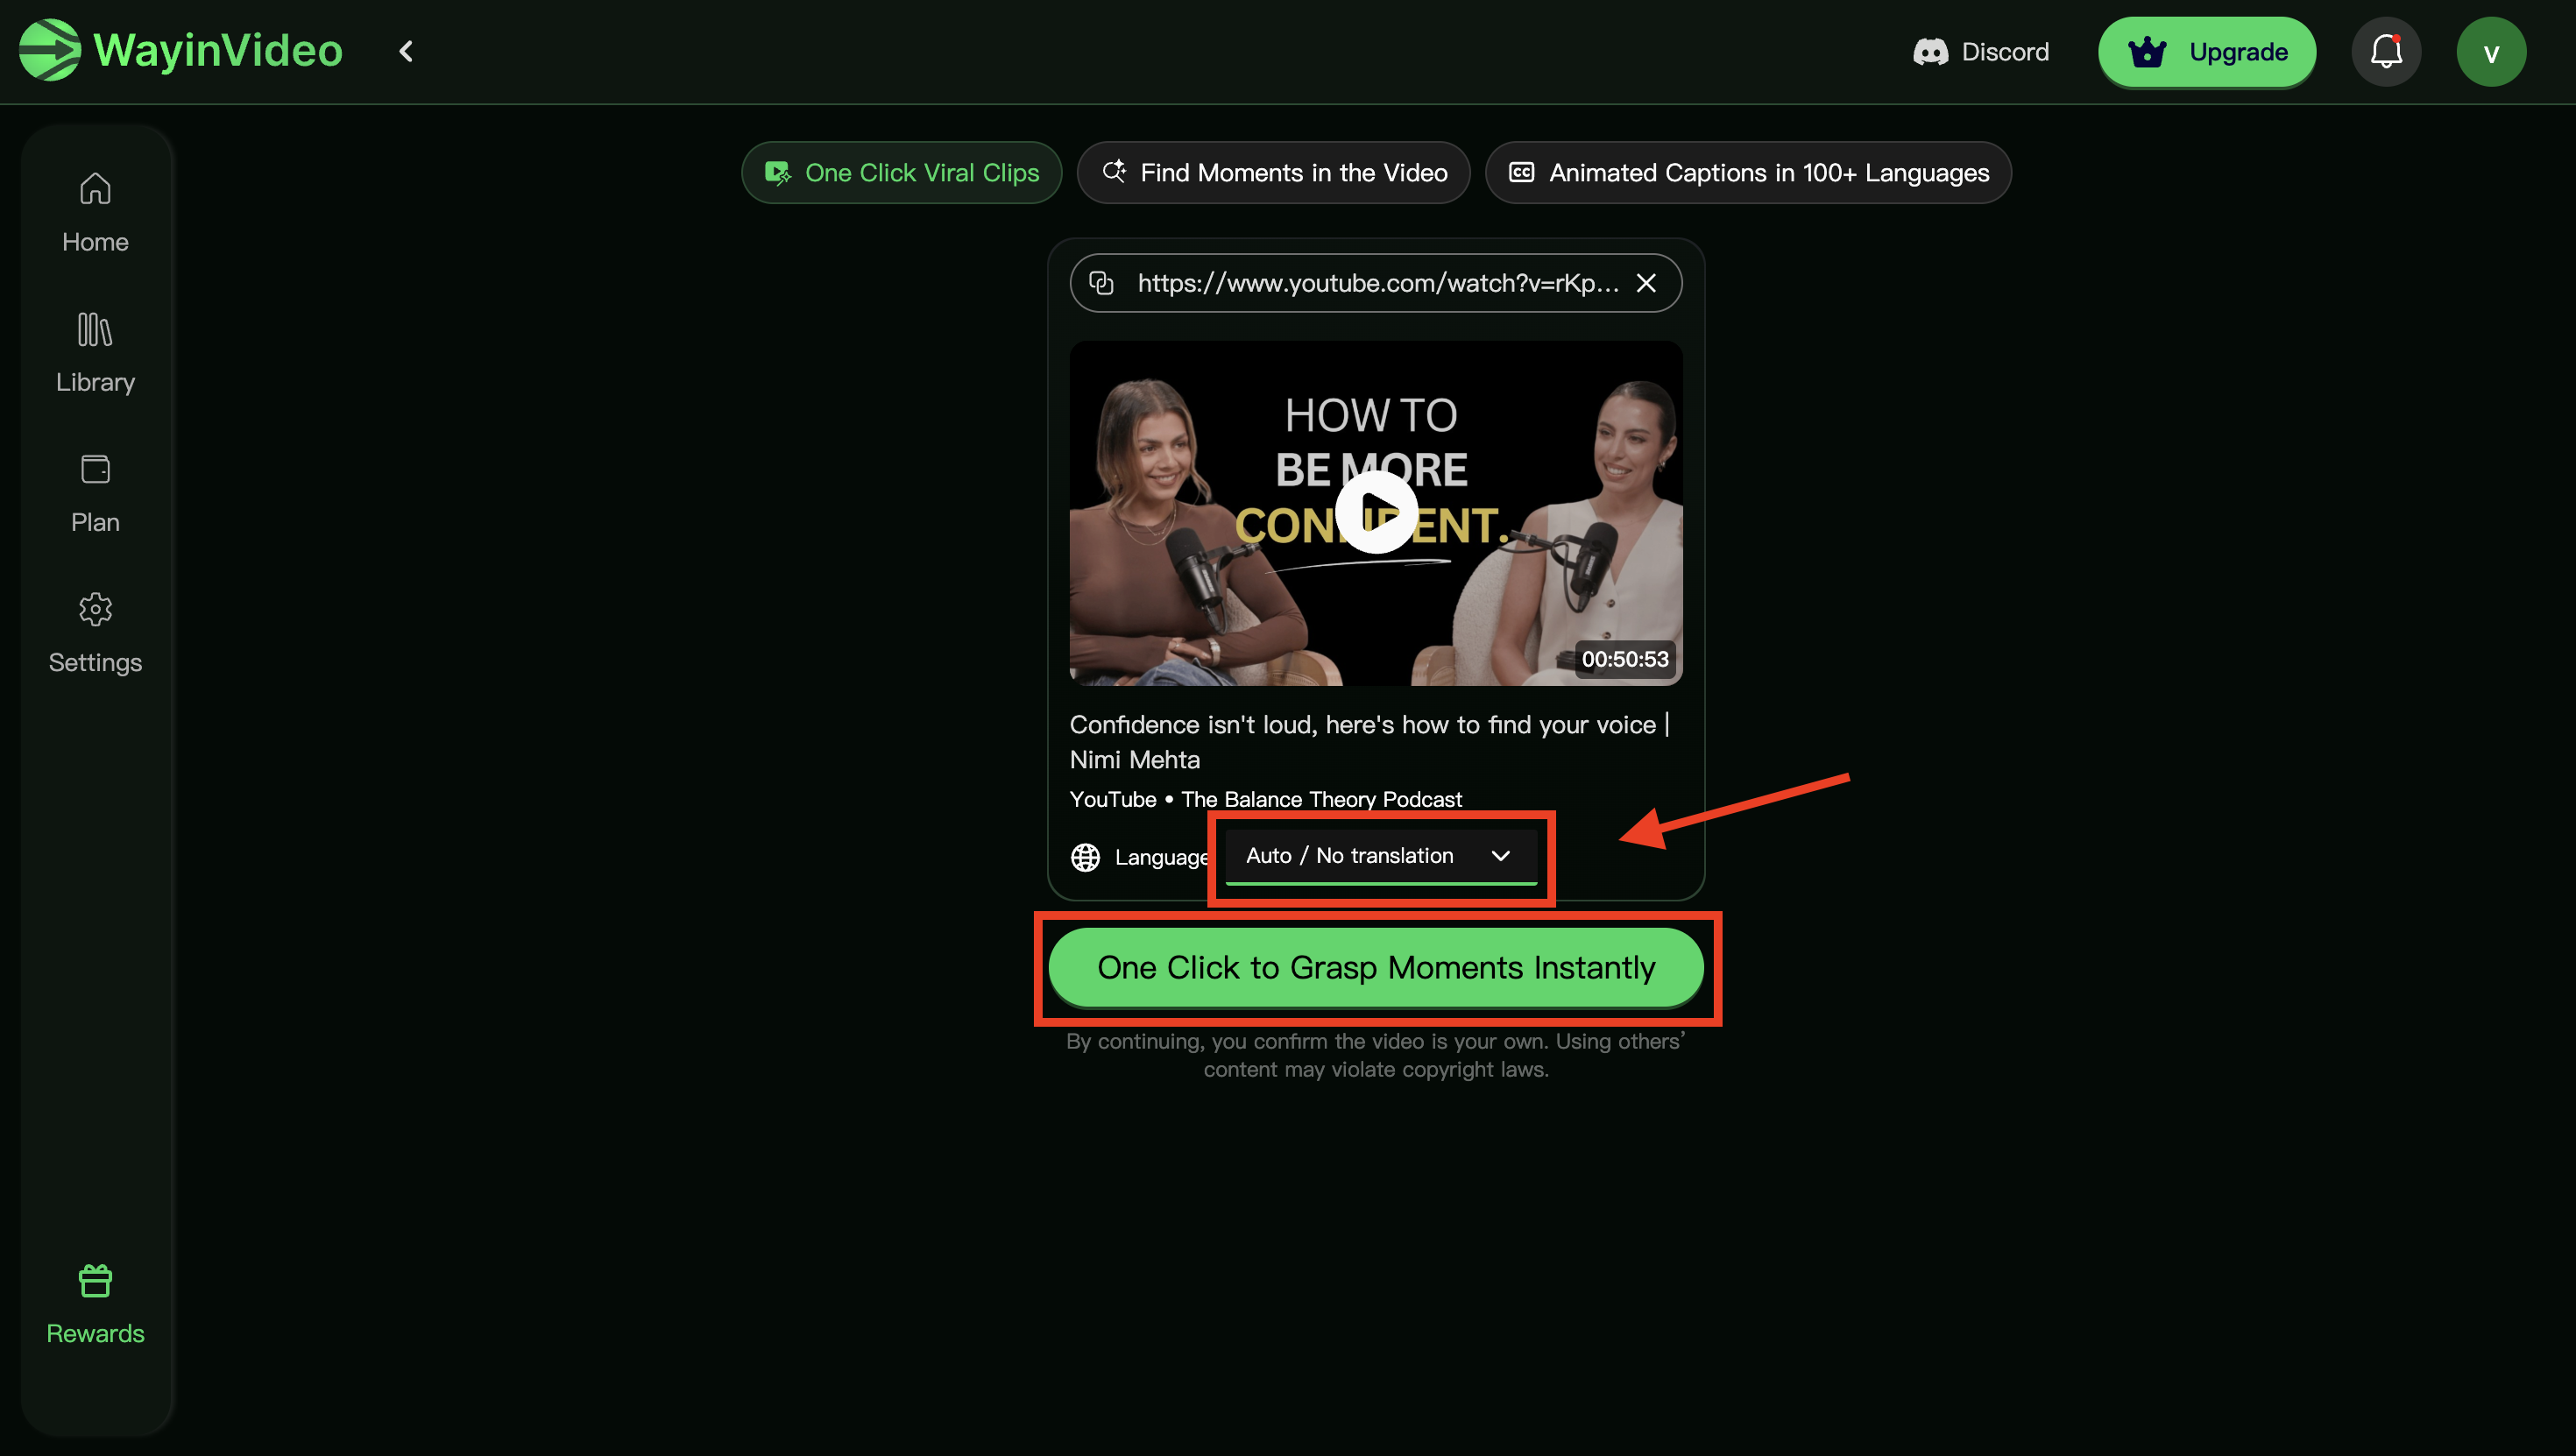 WayinVideo
Discord
Upgrade
v
Home
Library
Plan
Settings
Rewards
One Click Viral Clips
Find Moments in the Video
CC Animated Captions in 100+ Languages
https://www.youtube.com/watch?v=rKp...
HOW TO
BE MORE
CONFIDENT.
00:50:53
Confidence isn't loud, here's how to find your voice |
Nimi Mehta
YouTube • The Balance Theory Podcast
Language
Auto / No translation
One Click to Grasp Moments Instantly
By continuing, you confirm the video is your own. Using others’
content may violate copyright laws.